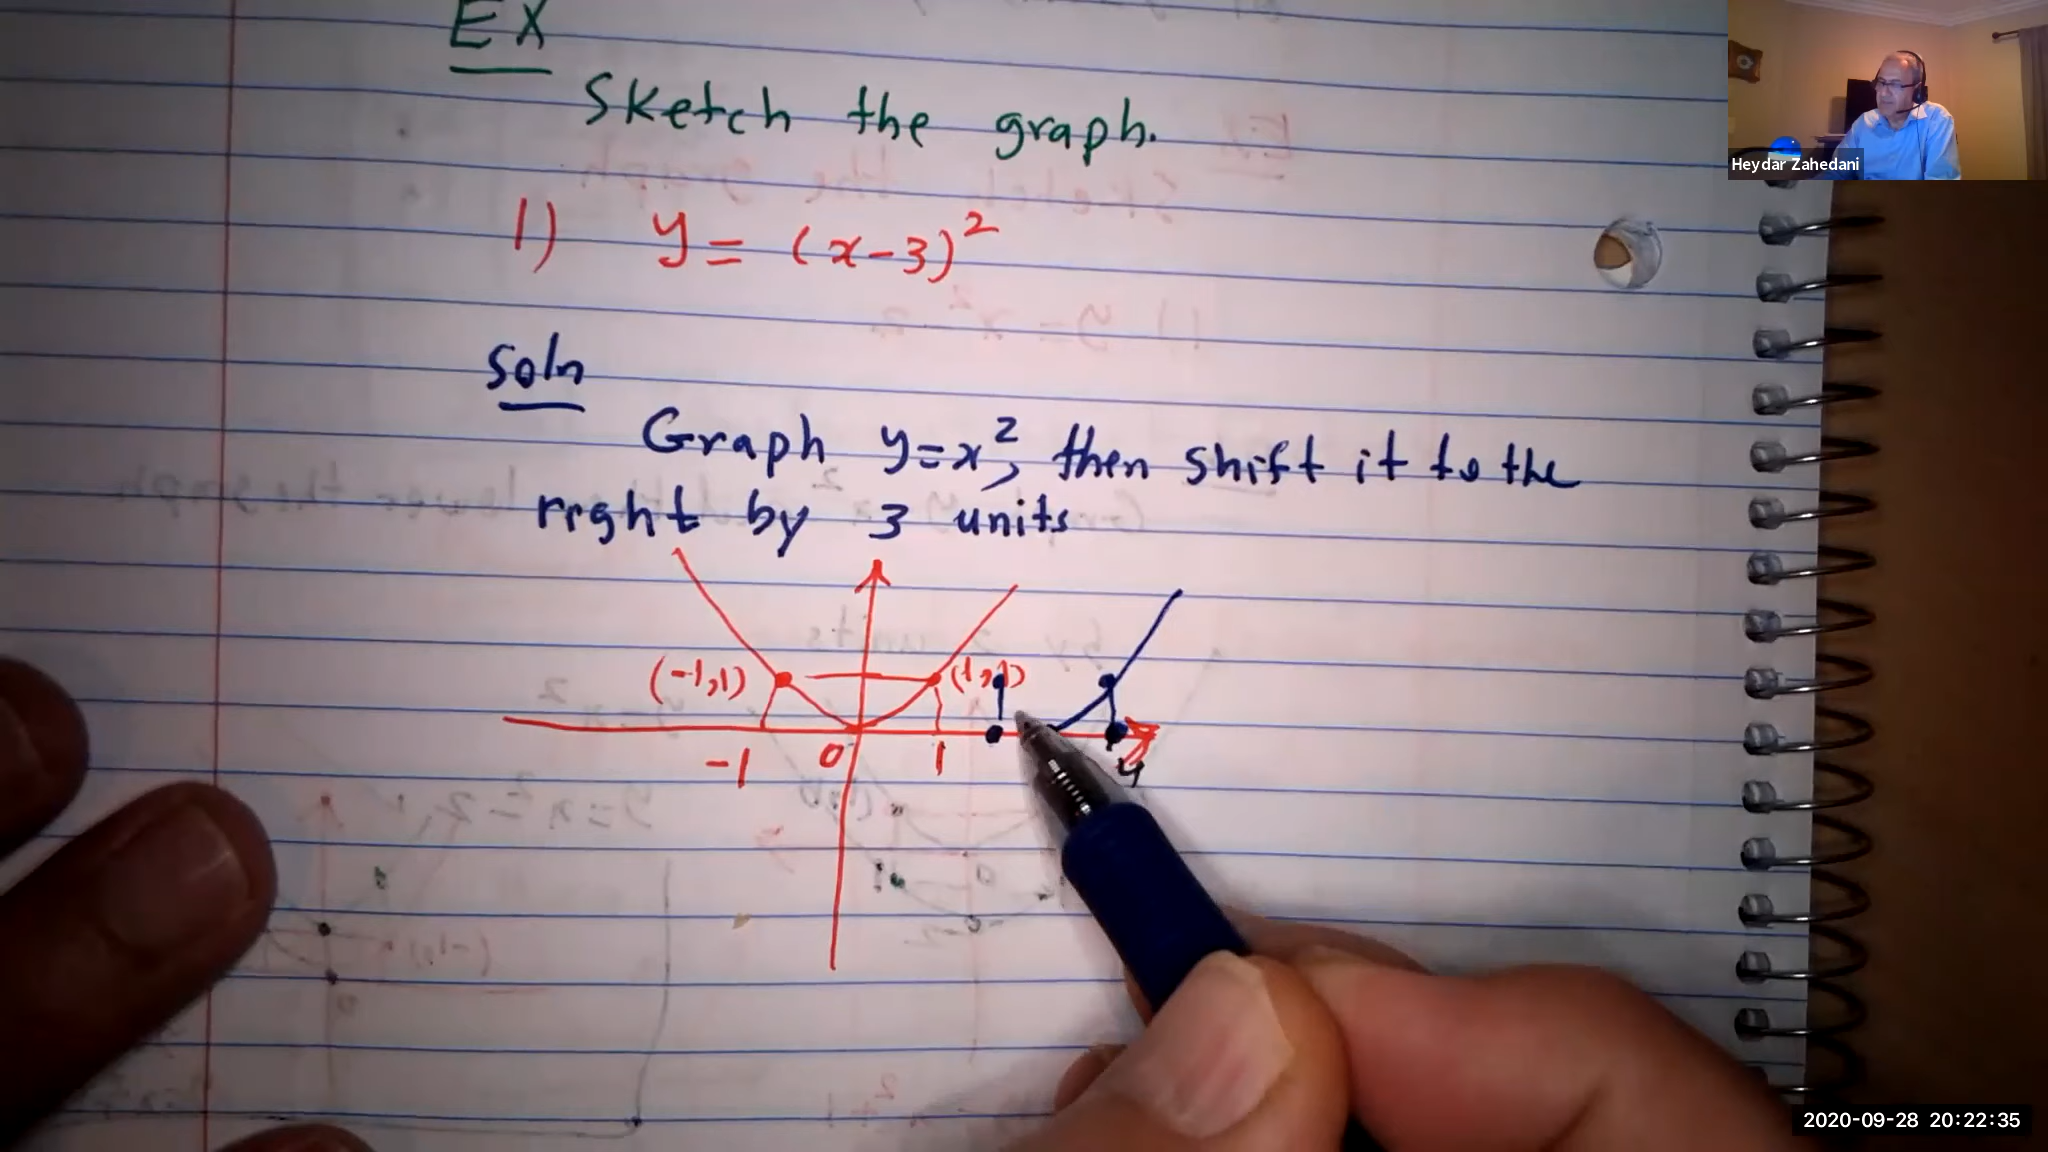 EX
Sketch the graph.
1) y = (x-3)²
Soln
Graph y=x², then shift it to the
right by 3 units
(-1,1)
(1,1)
-1 0 1 4
Heydar Zahedani
2020-09-28 20:22:35